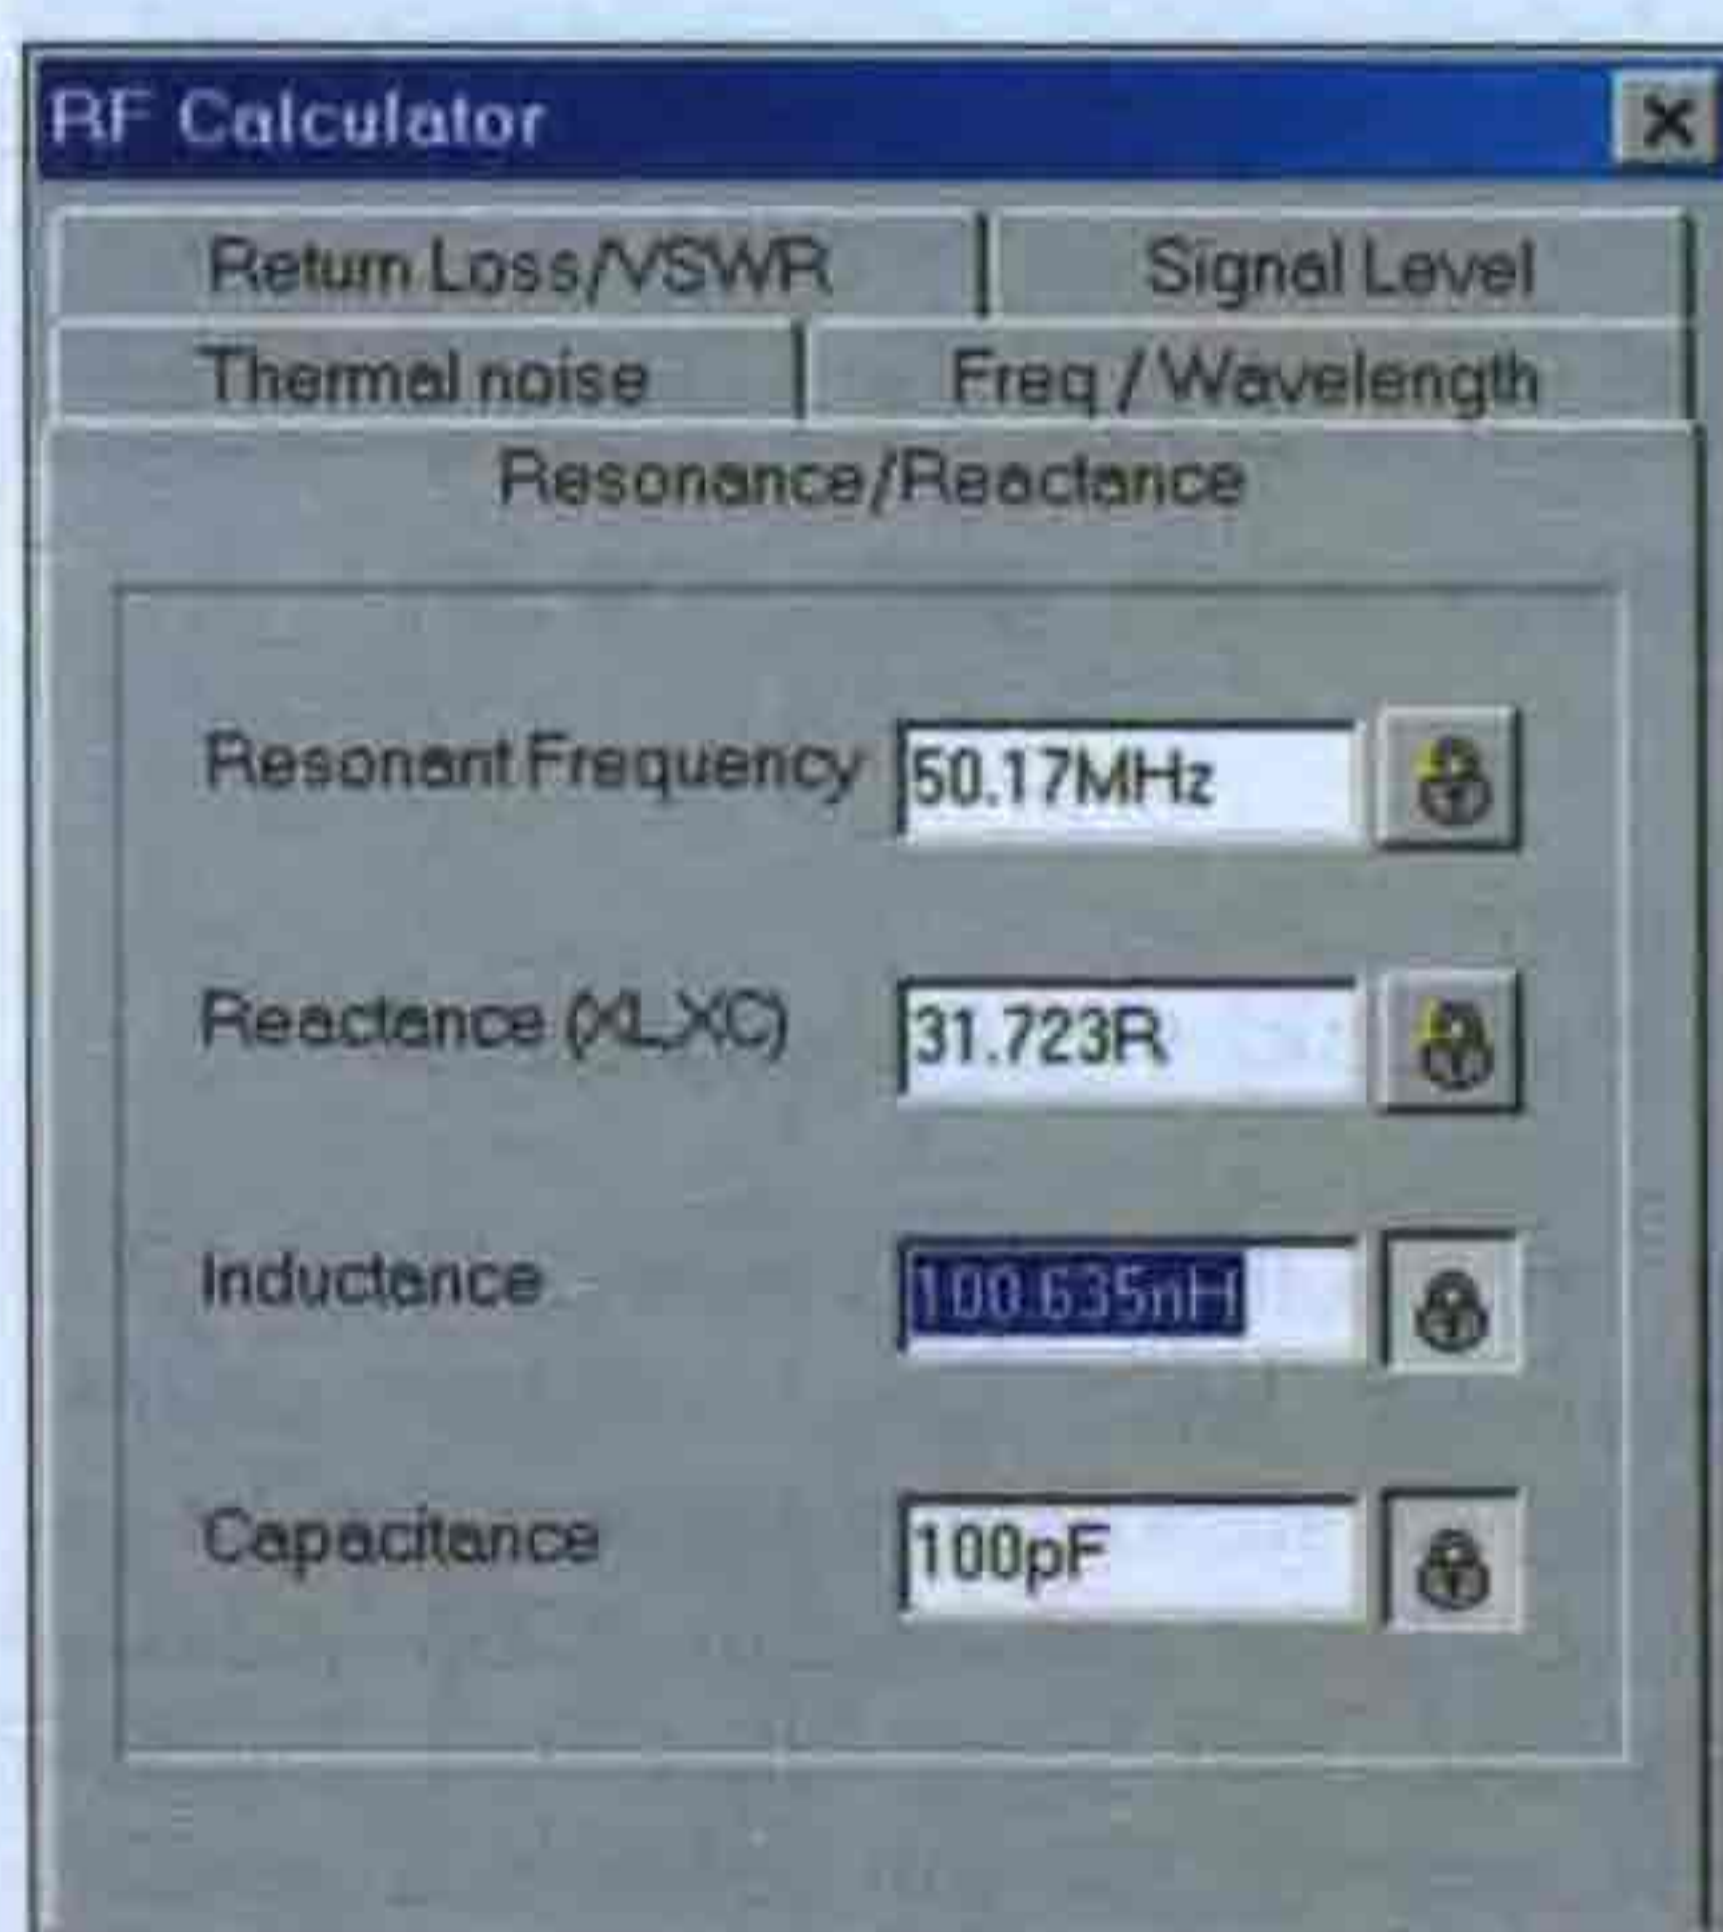 RF Calculator
Return Loss/VSWR
Signal Level
Thermal noise
Freq / Wavelength
Resonance/Reactance
Resonant Frequency 50.17MHz
Reactance (XL,XC) 31.723R
Inductance 100.635nH
Capacitance 100pF